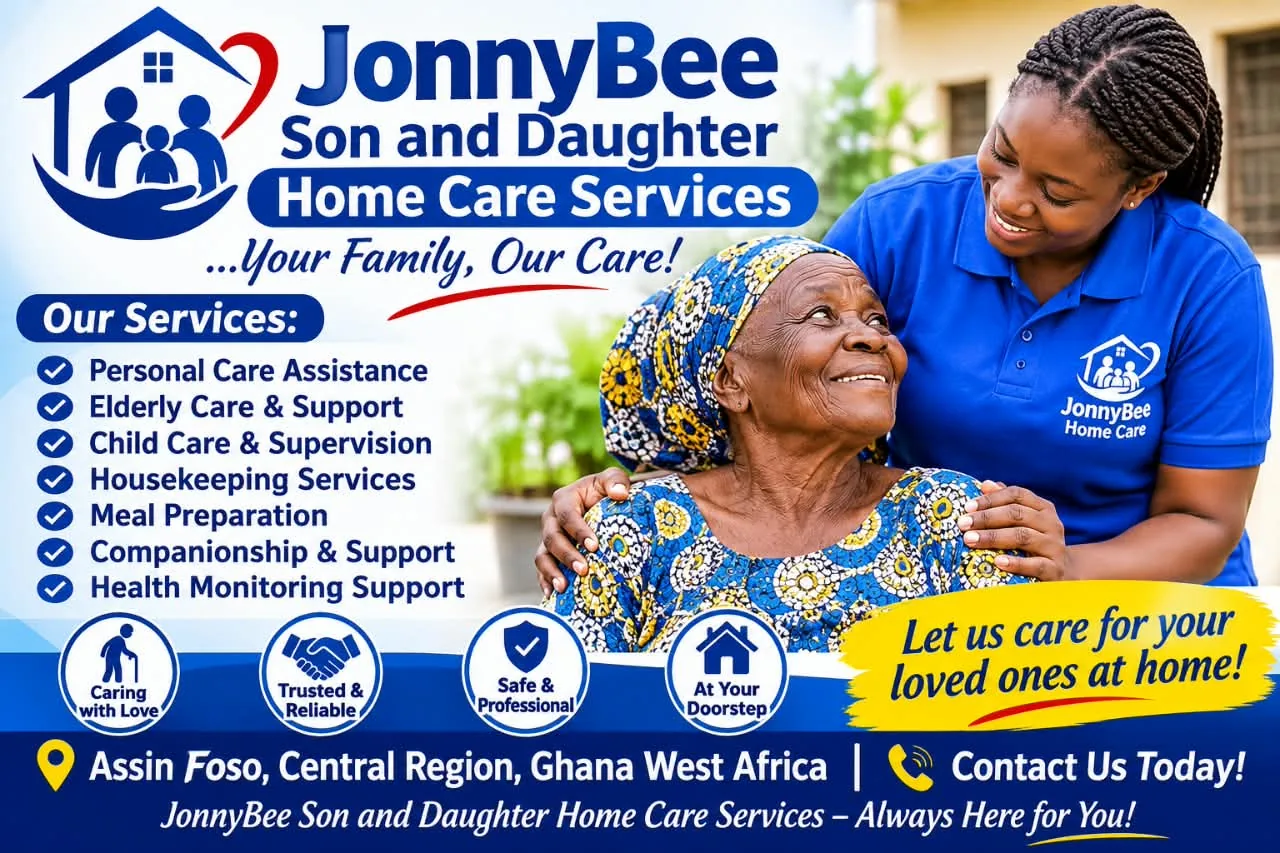 JonnyBee
Son and Daughter
Home Care Services
...Your Family, Our Care!
Our Services:
Personal Care Assistance
Elderly Care & Support
Child Care & Supervision
Housekeeping Services
Meal Preparation
Companionship & Support
Health Monitoring Support
JonnyBee
Home Care
Caring
with Love
Trusted &
Reliable
Safe &
Professional
At Your
Doorstep
Let us care for your
loved ones at home!
Assin Foso, Central Region, Ghana West Africa | Contact Us Today!
JonnyBee Son and Daughter Home Care Services – Always Here for You!